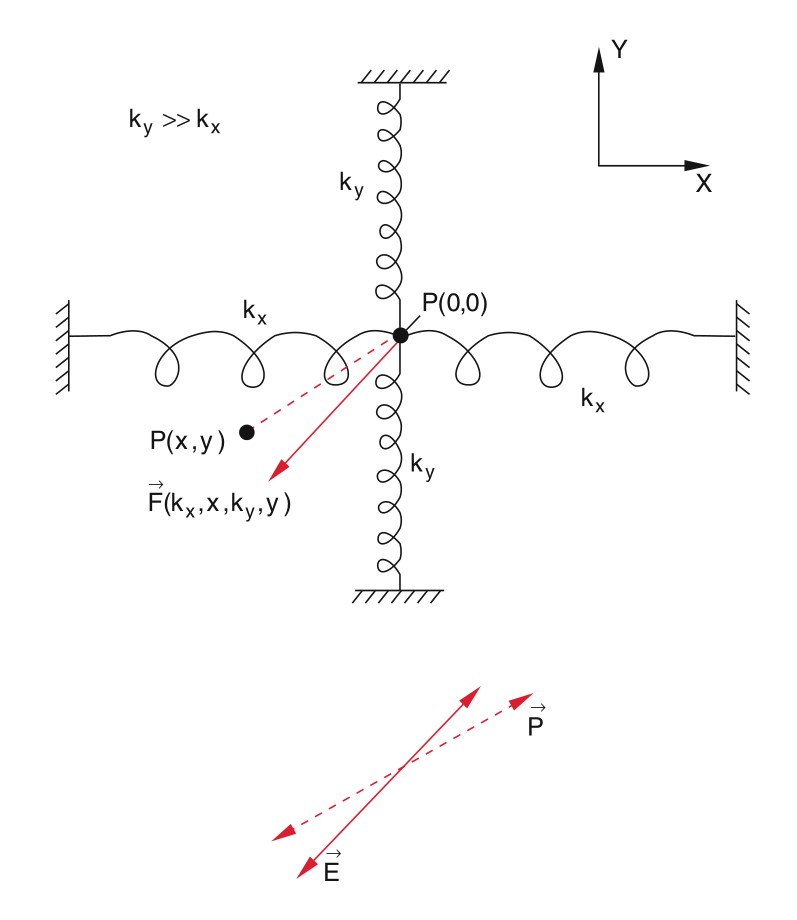 Y
k_y >> k_x
X
k_y
P(0,0)
k_x
k_x
P(x,y)
k_y
F⃗(k_x,x,k_y,y)
P⃗
E⃗